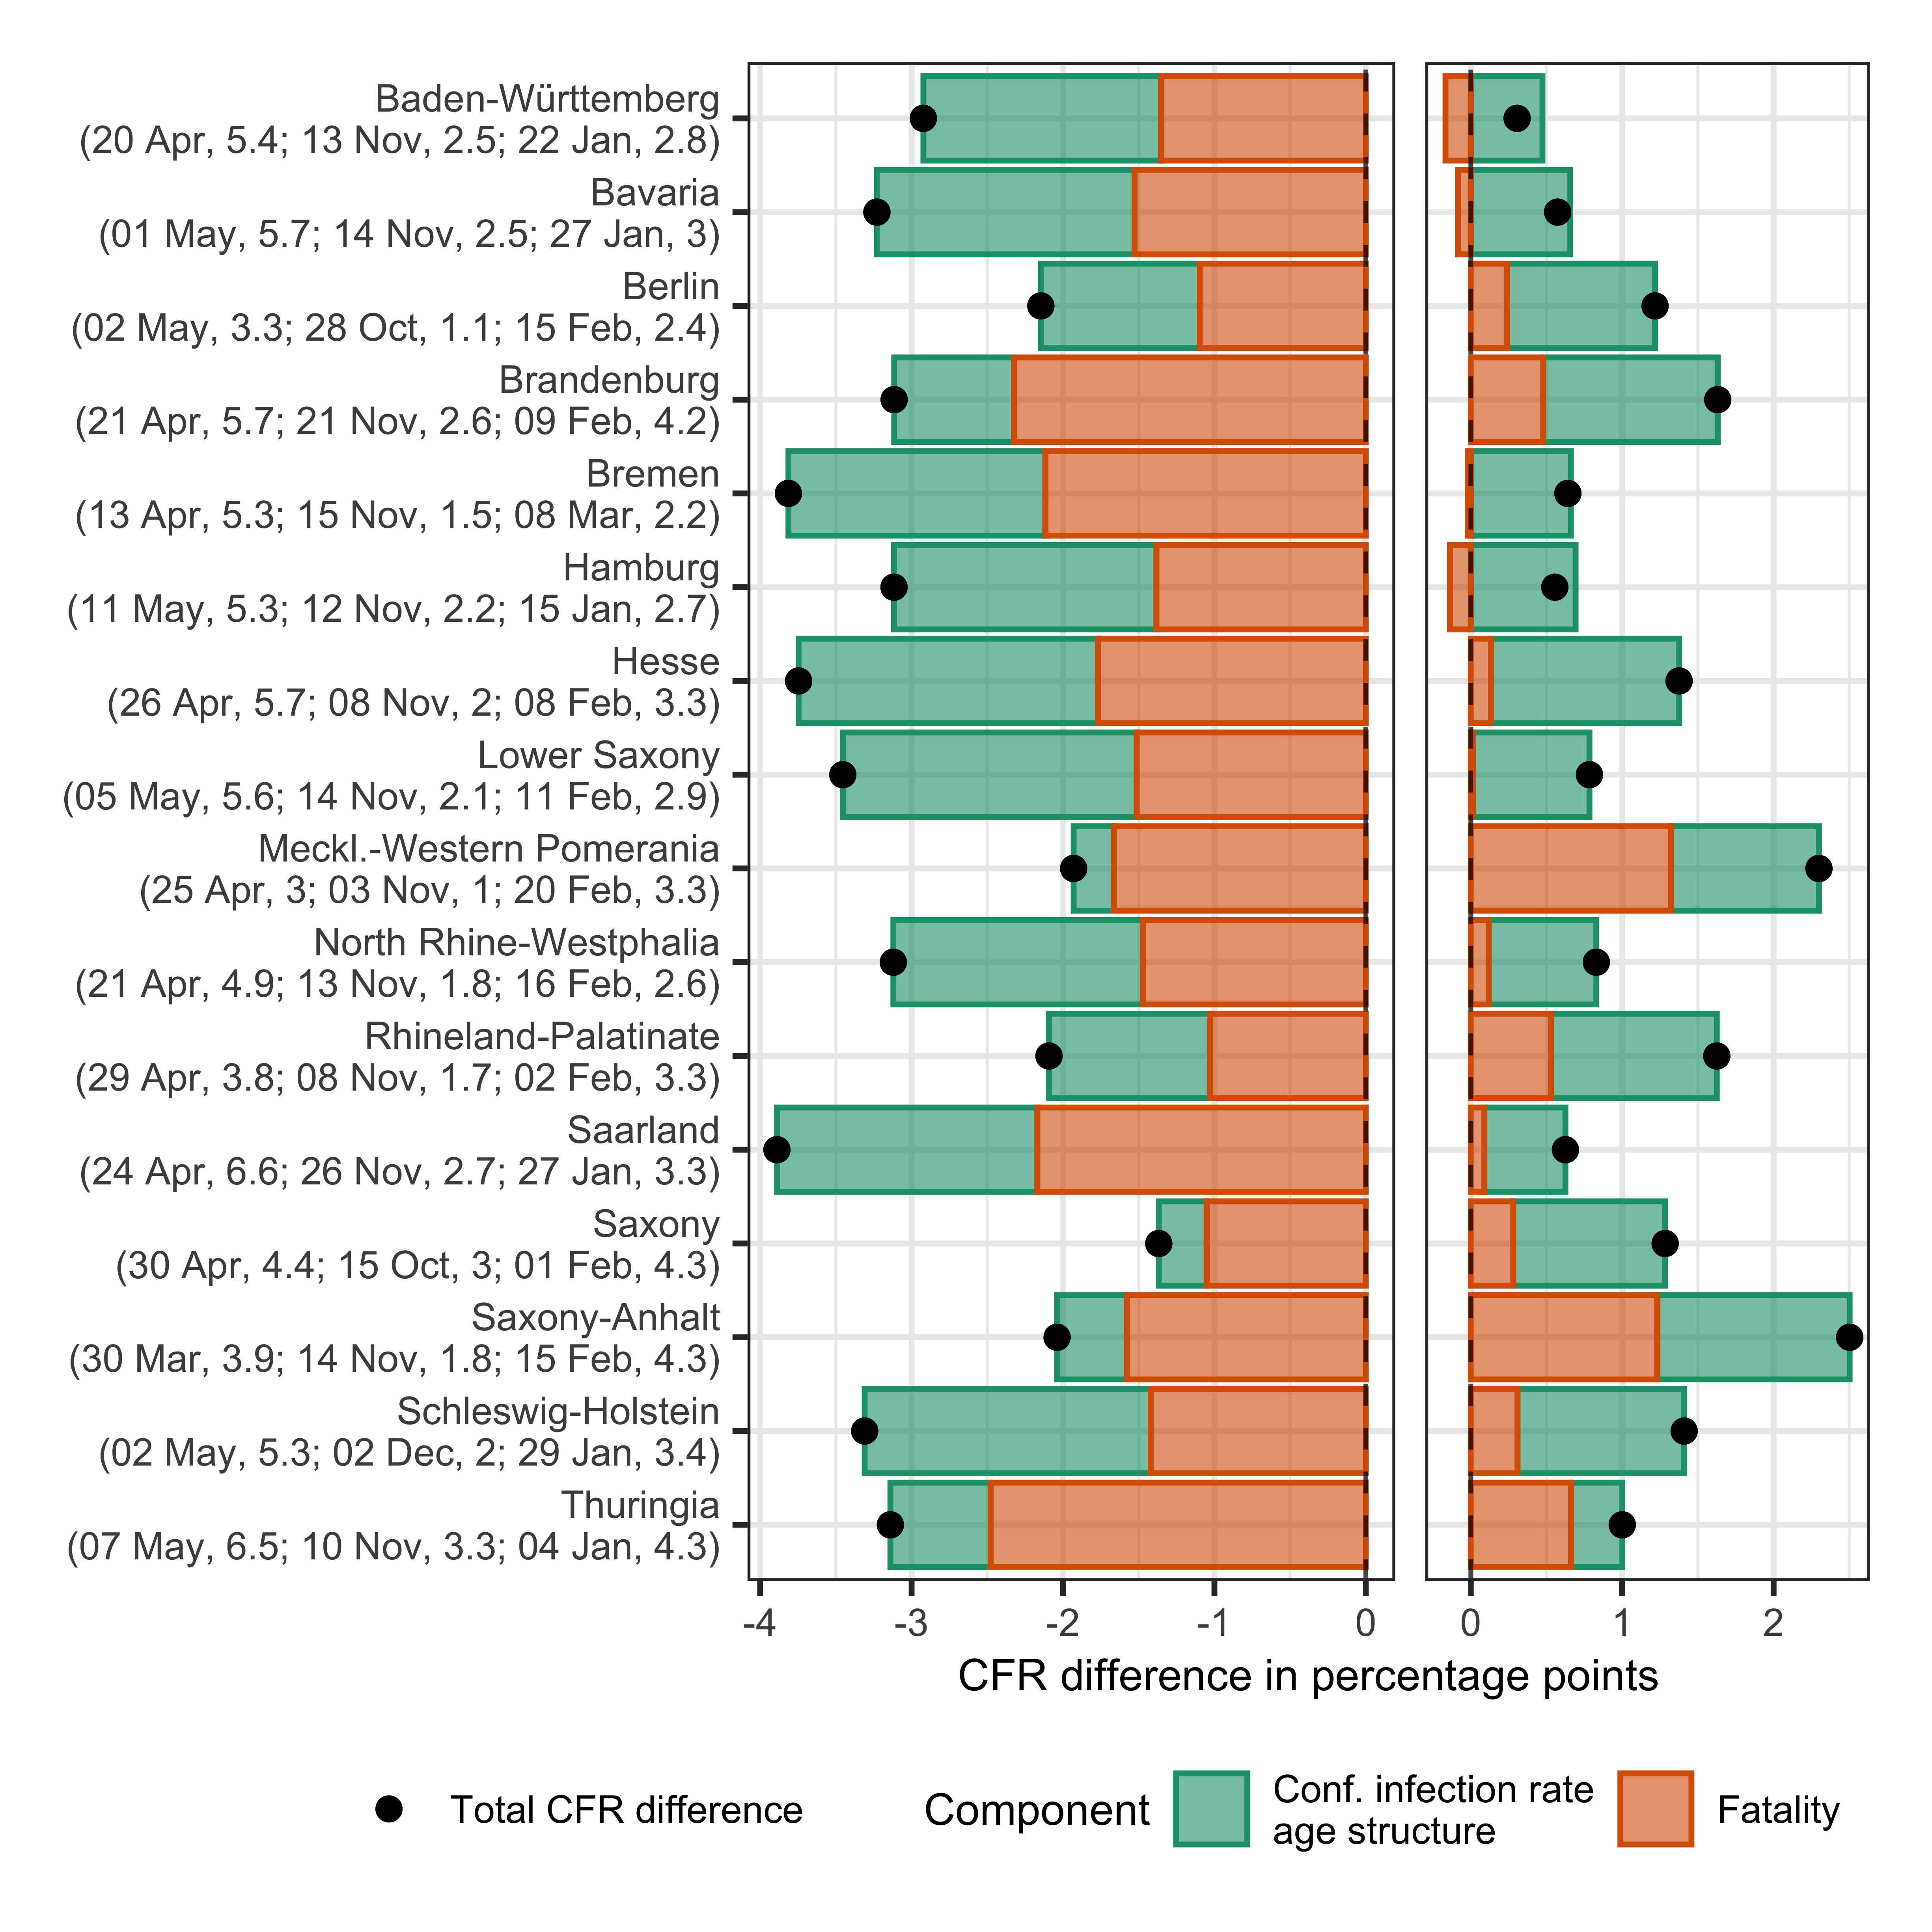 Baden-Württemberg
(20 Apr, 5.4; 13 Nov, 2.5; 22 Jan, 2.8)
Bavaria
(01 May, 5.7; 14 Nov, 2.5; 27 Jan, 3)
Berlin
(02 May, 3.3; 28 Oct, 1.1; 15 Feb, 2.4)
Brandenburg
(21 Apr, 5.7; 21 Nov, 2.6; 09 Feb, 4.2)
Bremen
(13 Apr, 5.3; 15 Nov, 1.5; 08 Mar, 2.2)
Hamburg
(11 May, 5.3; 12 Nov, 2.2; 15 Jan, 2.7)
Hesse
(26 Apr, 5.7; 08 Nov, 2; 08 Feb, 3.3)
Lower Saxony
(05 May, 5.6; 14 Nov, 2.1; 11 Feb, 2.9)
Meckl.-Western Pomerania
(25 Apr, 3; 03 Nov, 1; 20 Feb, 3.3)
North Rhine-Westphalia
(21 Apr, 4.9; 13 Nov, 1.8; 16 Feb, 2.6)
Rhineland-Palatinate
(29 Apr, 3.8; 08 Nov, 1.7; 02 Feb, 3.3)
Saarland
(24 Apr, 6.6; 26 Nov, 2.7; 27 Jan, 3.3)
Saxony
(30 Apr, 4.4; 15 Oct, 3; 01 Feb, 4.3)
Saxony-Anhalt
(30 Mar, 3.9; 14 Nov, 1.8; 15 Feb, 4.3)
Schleswig-Holstein
(02 May, 5.3; 02 Dec, 2; 29 Jan, 3.4)
Thuringia
(07 May, 6.5; 10 Nov, 3.3; 04 Jan, 4.3)
-4 -3 -2 -1 0 0 1 2
CFR difference in percentage points
Total CFR difference
Component
Conf. infection rate
age structure
Fatality